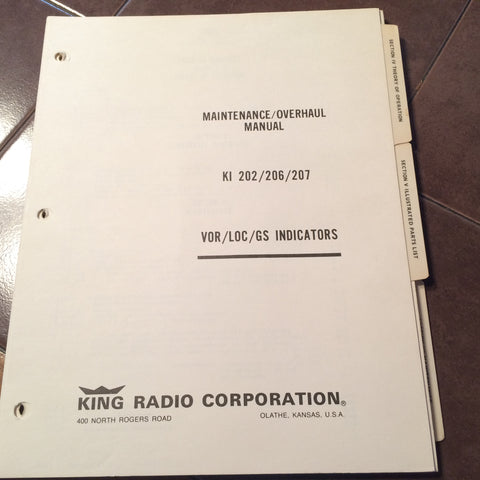 MAINTENANCE/OVERHAUL
MANUAL
KI 202/206/207
VOR/LOC/GS INDICATORS
KING RADIO CORPORATION®
400 NORTH ROGERS ROAD
OLATHE, KANSAS, U.S.A.
SECTION IV THEORY OF OPERATION
SECTION V ILLUSTRATED PARTS LIST